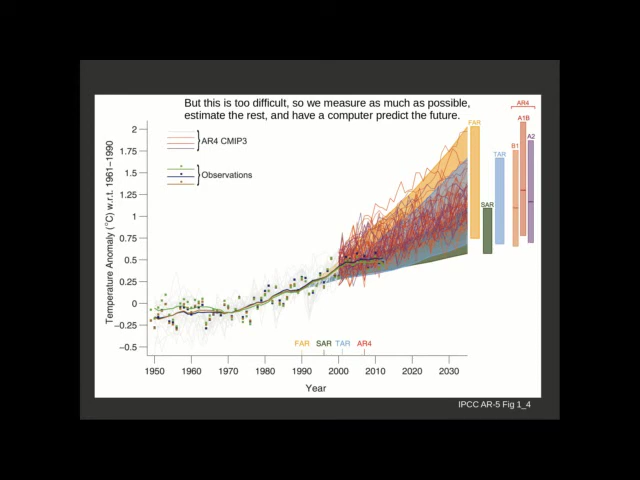 But this is too difficult, so we measure as much as possible,
estimate the rest, and have a computer predict the future.
AR4
FAR
2
AR4 CMIP3
A1B
A2
1.75
B1
TAR
1.5
Observations
1.25
SAR
1
0.75
0.5
0.25
0
−0.25
−0.5
Temperature Anomaly (°C) w.r.t. 1961−1990
FAR SAR TAR AR4
1950 1960 1970 1980 1990 2000 2010 2020 2030
Year
IPCC AR-5 Fig 1_4